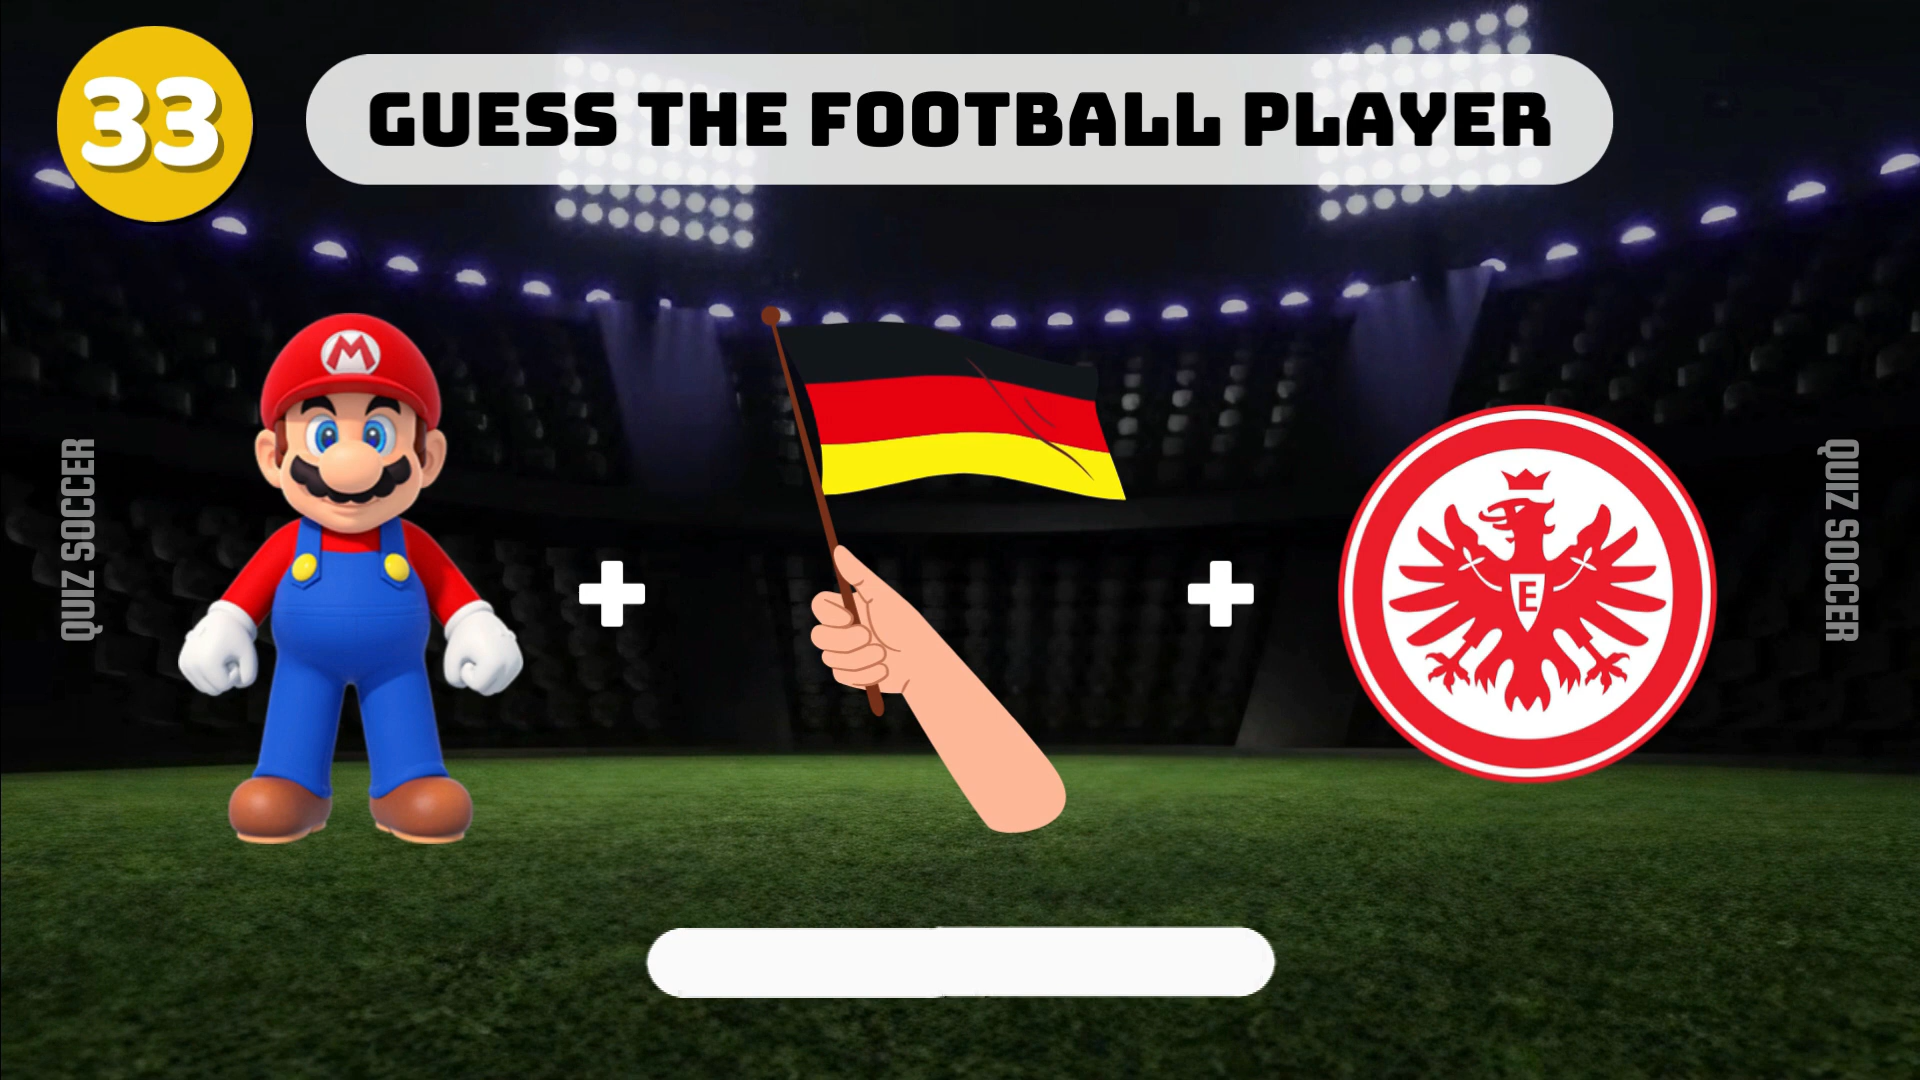 33
GUESS THE FOOTBALL PLAYER
M
QUIZ SOCCER
E
QUIZ SOCCER